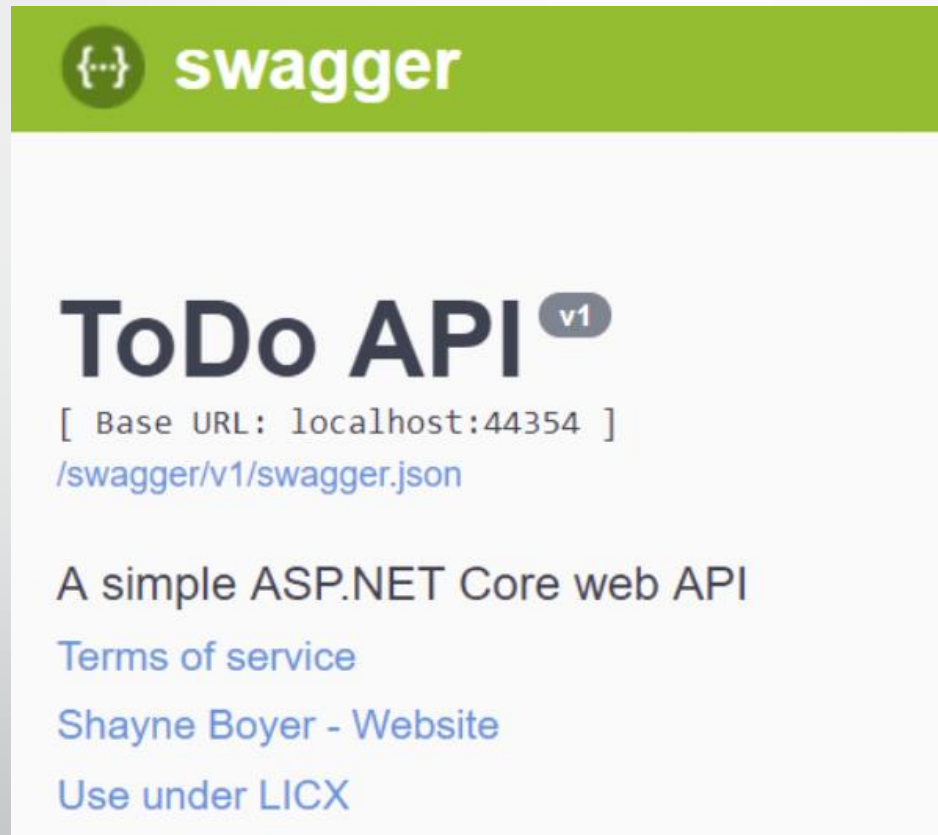 {···} swagger
ToDo API v1
[ Base URL: localhost:44354 ]
/swagger/v1/swagger.json
A simple ASP.NET Core web API
Terms of service
Shayne Boyer - Website
Use under LICX